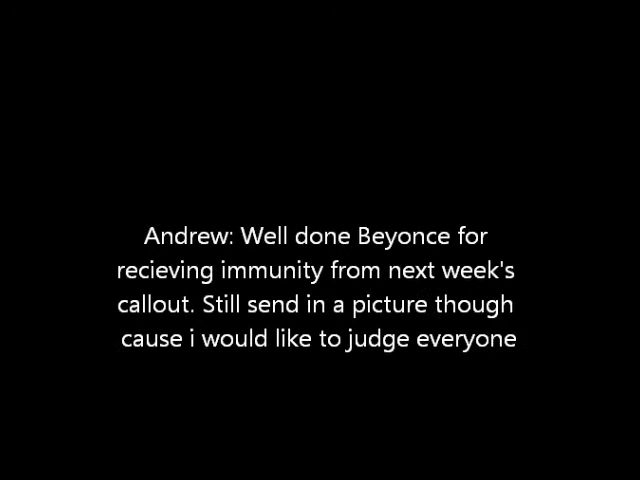 Andrew: Well done Beyonce for
recieving immunity from next week's
callout. Still send in a picture though
cause i would like to judge everyone